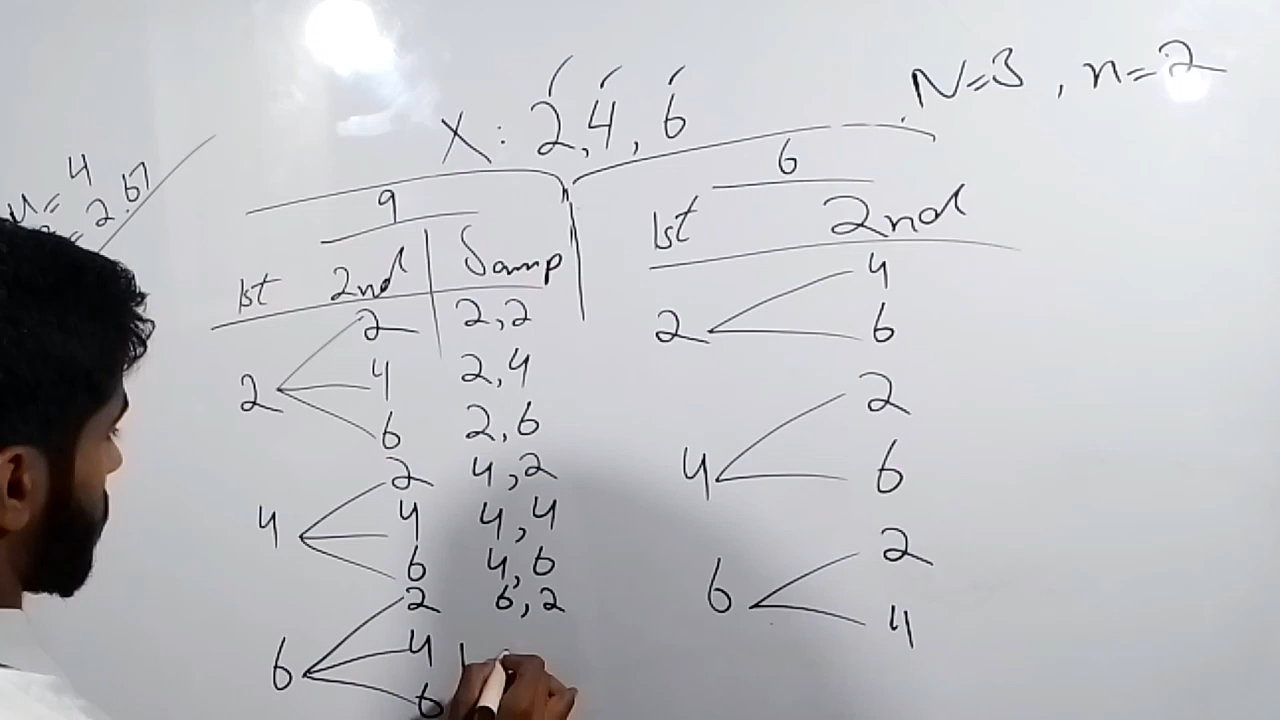 X: 2, 4, 6
N=3, n=2
μ= 4
= 2.67
9
1st 2nd Samp
2 2 2,2
4 2,4
6 2,6
4 2 4,2
4 4,4
6 4,6
6 2 6,2
4
6
6
1st 2nd
2 4
6
4 2
6
6 2
4